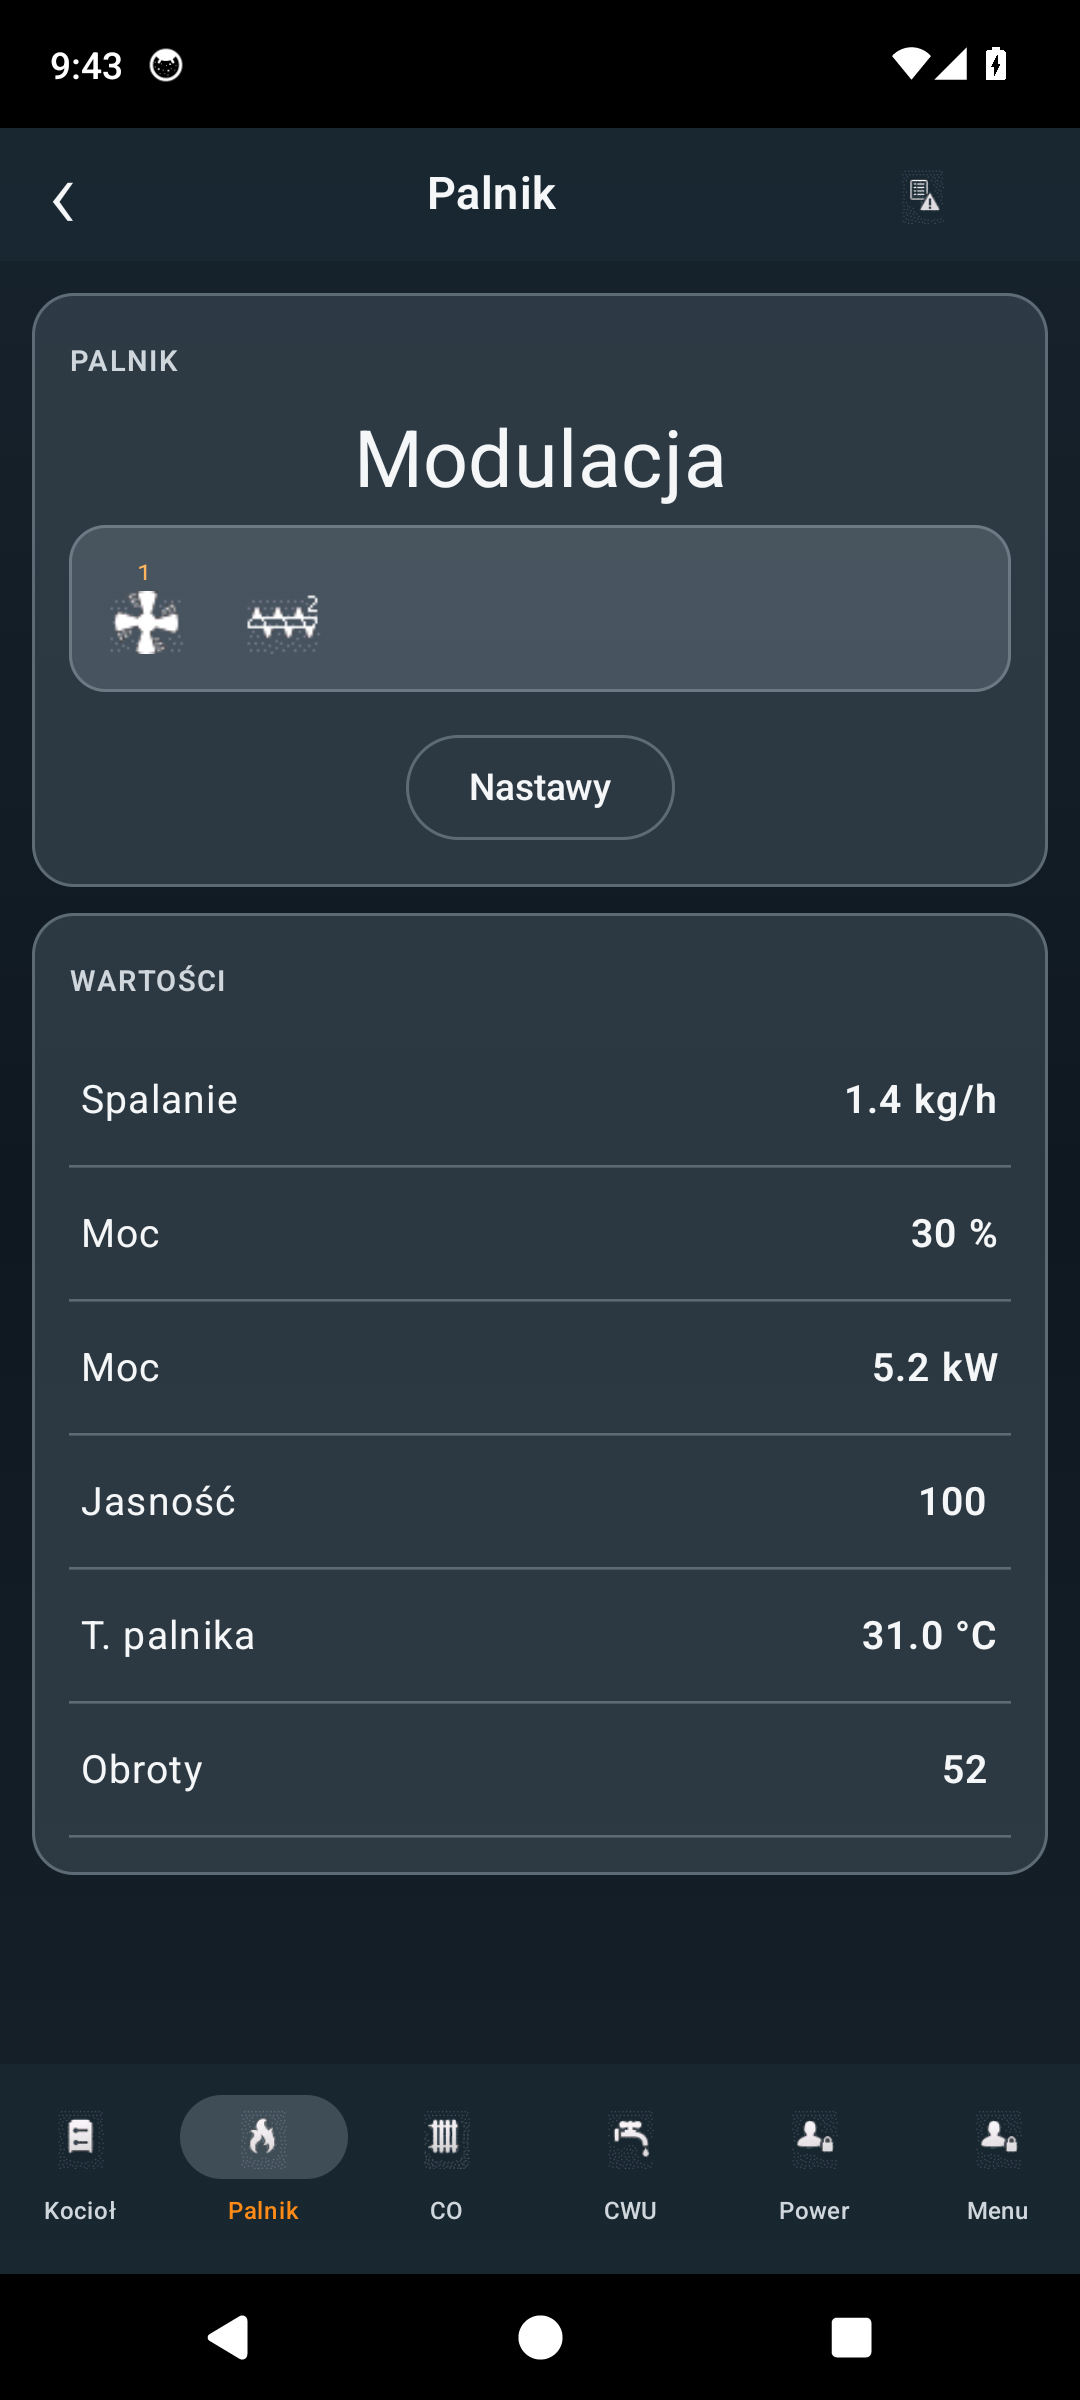 9:43
Palnik
PALNIK
Modulacja
1
2
Nastawy
WARTOŚCI
Spalanie 1.4 kg/h
Moc 30 %
Moc 5.2 kW
Jasność 100
T. palnika 31.0 °C
Obroty 52
Kocioł Palnik CO CWU Power Menu